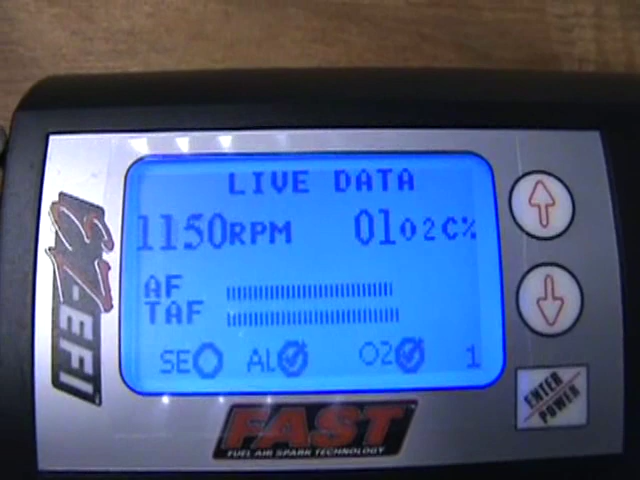 LIVE DATA
1150RPM 01O2C%
AF
TAF
SE AL O2 1
EZ-EFI
ENTER
POWER
FAST
FUEL AIR SPARK TECHNOLOGY